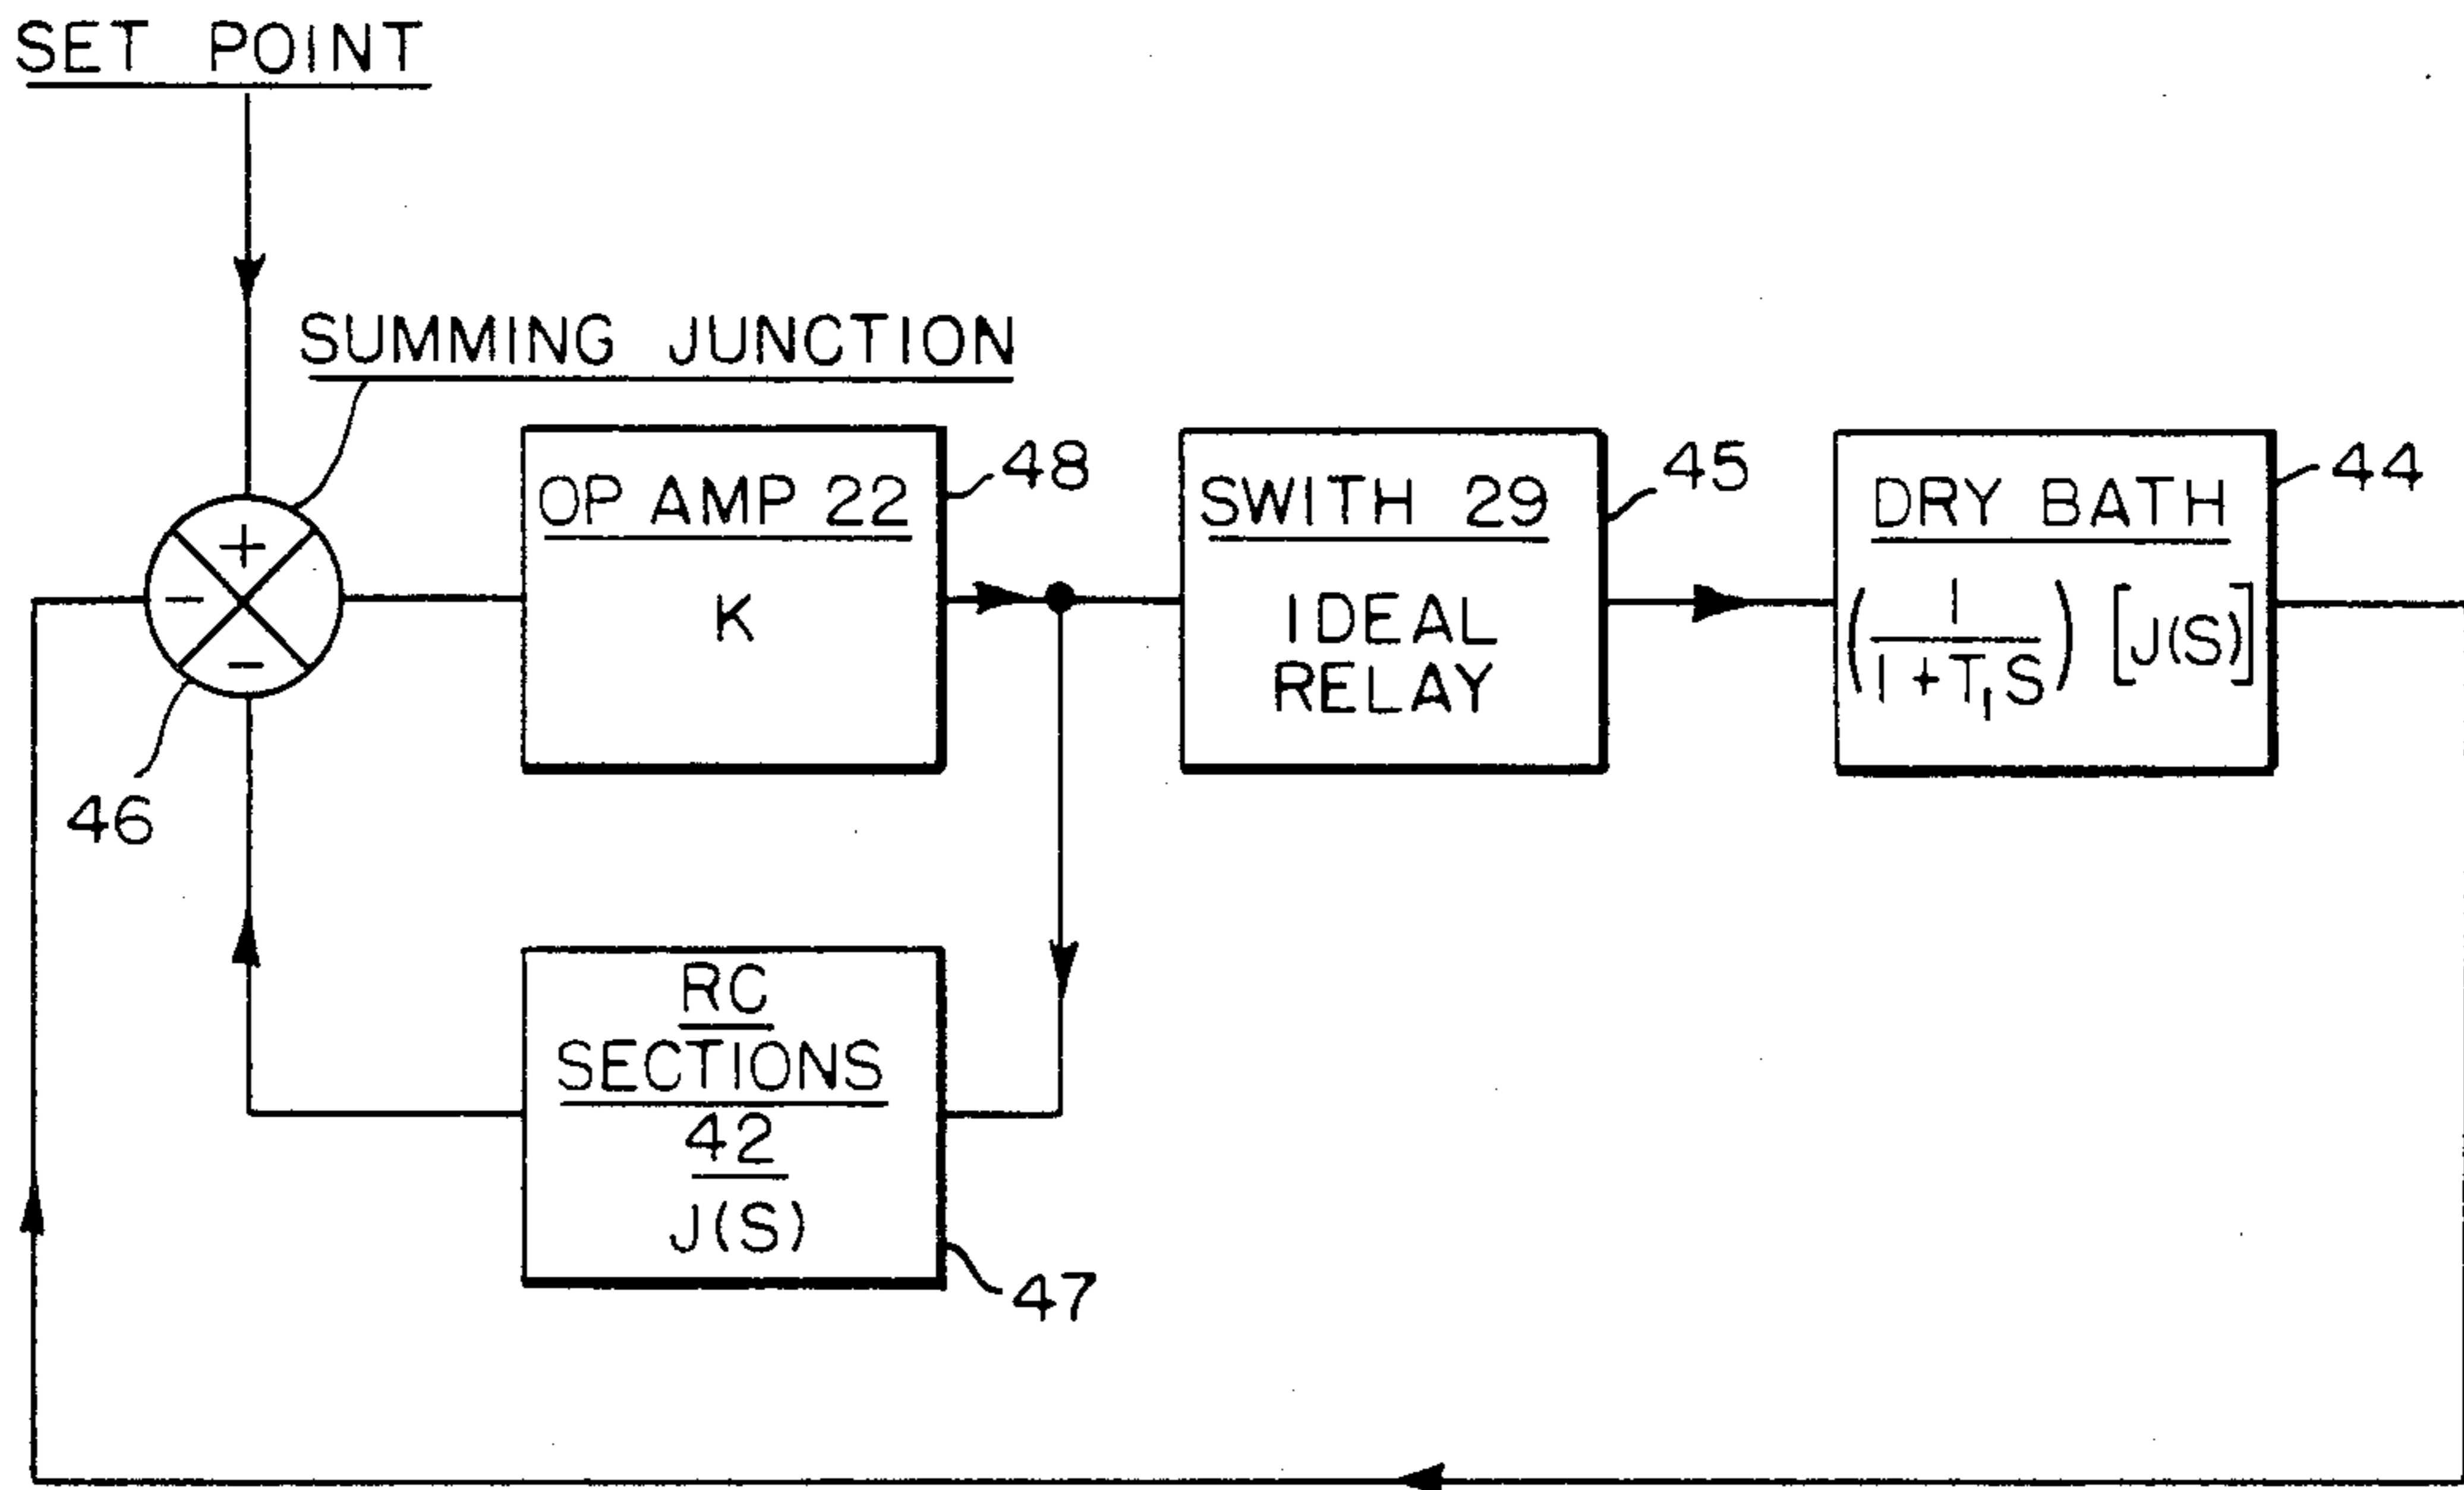 SET POINT
SUMMING JUNCTION
+
-
-
46
OP AMP 22
K
48
SWITH 29
IDEAL
RELAY
45
DRY BATH
(1/1+T₁S) [J(S)]
44
RC
SECTIONS
42
J(S)
47